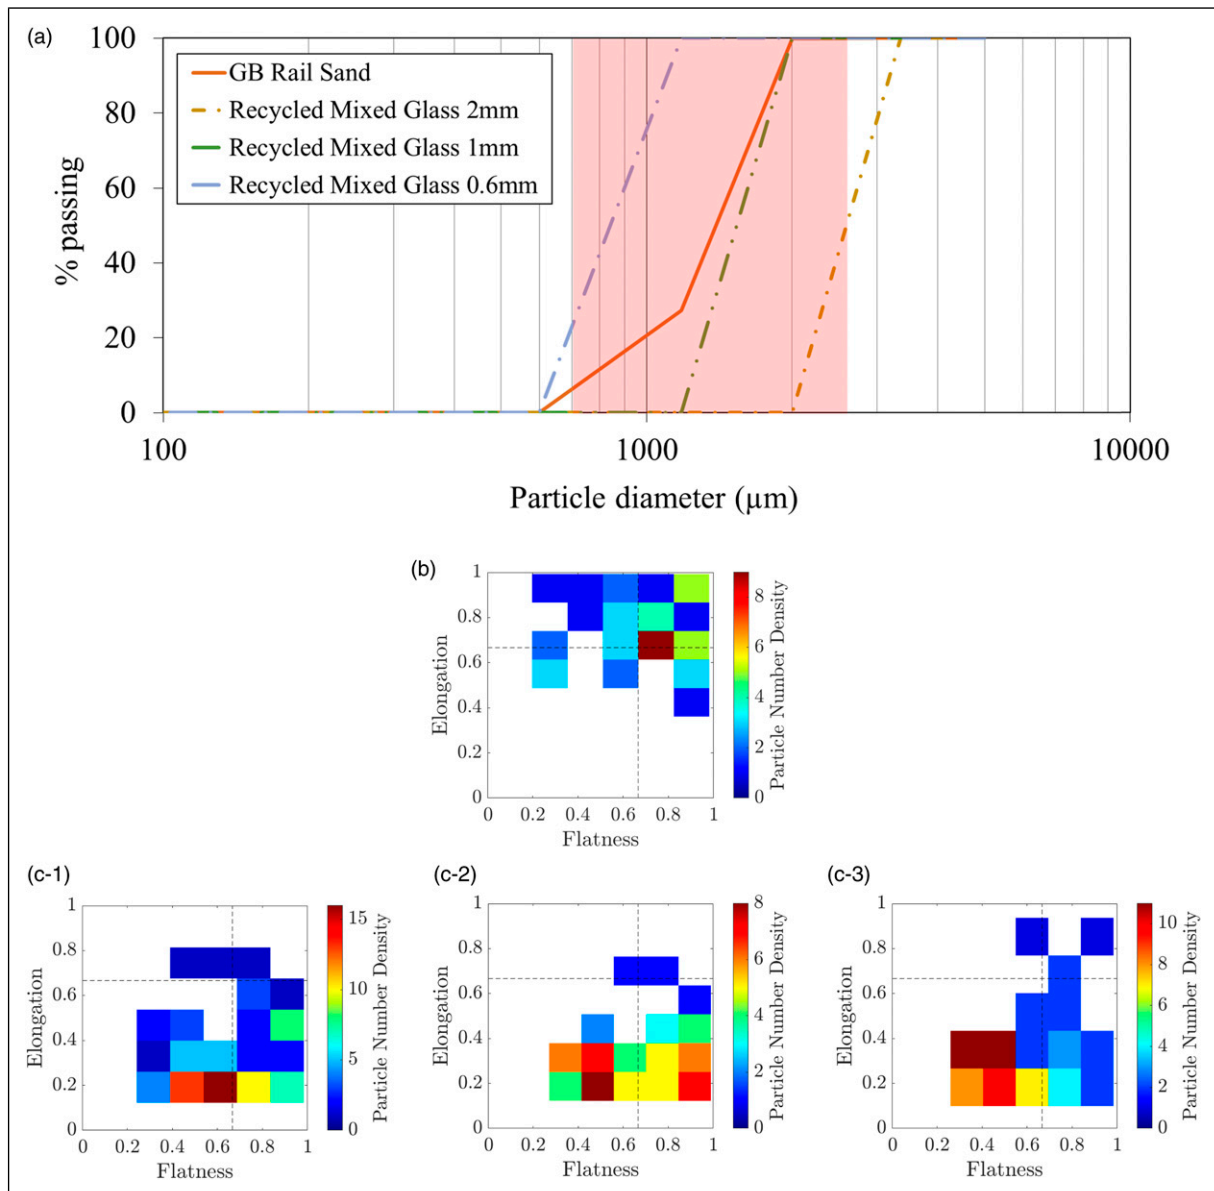 (a)
100
80
60
40
20
0
% passing
GB Rail Sand
Recycled Mixed Glass 2mm
Recycled Mixed Glass 1mm
Recycled Mixed Glass 0.6mm
100 1000 10000
Particle diameter (µm)
(b)
1
0.8
0.6
0.4
0.2
0
Elongation
0 0.2 0.4 0.6 0.8 1
Flatness
8
6
4
2
0
Particle Number Density
(c-1)
1
0.8
0.6
0.4
0.2
0
Elongation
0 0.2 0.4 0.6 0.8 1
Flatness
15
10
5
0
Particle Number Density
(c-2)
1
0.8
0.6
0.4
0.2
0
Elongation
0 0.2 0.4 0.6 0.8 1
Flatness
8
7
6
5
4
3
2
1
0
Particle Number Density
(c-3)
1
0.8
0.6
0.4
0.2
0
Elongation
0 0.2 0.4 0.6 0.8 1
Flatness
10
8
6
4
2
0
Particle Number Density